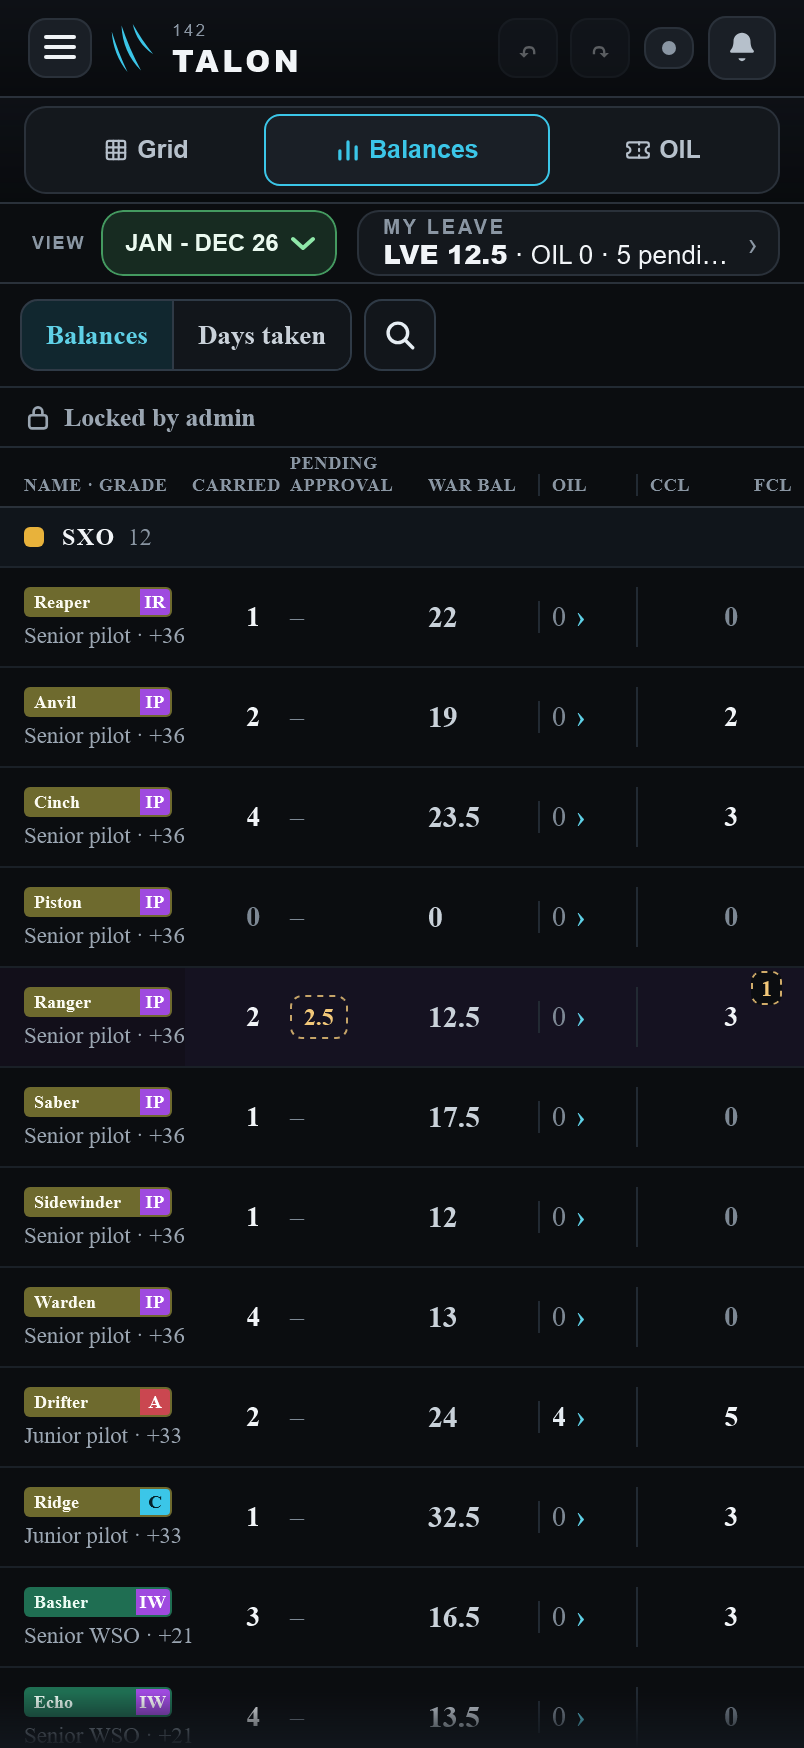 142
TALON
Grid
Balances
OIL
VIEW
JAN - DEC 26
MY LEAVE
LVE 12.5 · OIL 0 · 5 pendi…
Balances
Days taken
Locked by admin
NAME · GRADE CARRIED PENDING APPROVAL WAR BAL OIL CCL FCL
SXO 12
Reaper IR
Senior pilot · +36 1 – 22 0 › 0
Anvil IP
Senior pilot · +36 2 – 19 0 › 2
Cinch IP
Senior pilot · +36 4 – 23.5 0 › 3
Piston IP
Senior pilot · +36 0 – 0 0 › 0
Ranger IP
Senior pilot · +36 2 2.5 12.5 0 › 3 1
Saber IP
Senior pilot · +36 1 – 17.5 0 › 0
Sidewinder IP
Senior pilot · +36 1 – 12 0 › 0
Warden IP
Senior pilot · +36 4 – 13 0 › 0
Drifter A
Junior pilot · +33 2 – 24 4 › 5
Ridge C
Junior pilot · +33 1 – 32.5 0 › 3
Basher IW
Senior WSO · +21 3 – 16.5 0 › 3
Echo IW
Senior WSO · +21 4 – 13.5 0 › 0